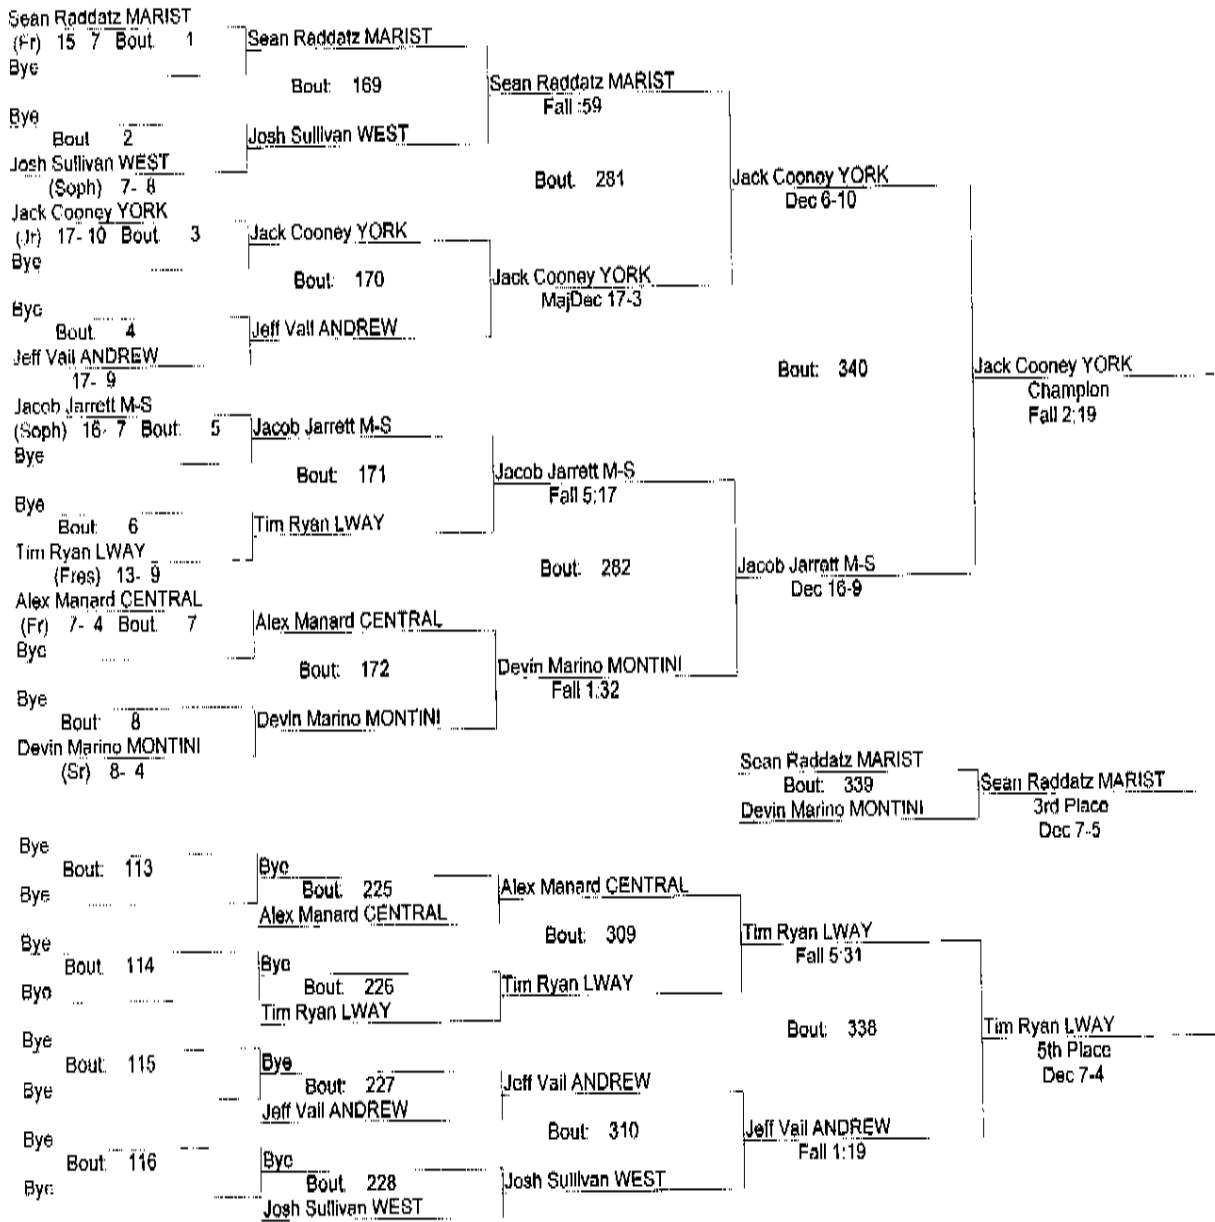 Sean Raddatz MARIST
(Fr) 15 7 Bout. 1
Bye
Bye
Bout 2
Josh Sullivan WEST
(Soph) 7- 8
Jack Cooney YORK
(Jr) 17- 10 Bout. 3
Bye
Bye
Bout. 4
Jeff Vail ANDREW
17- 9
Jacob Jarrett M-S
(Soph) 16- 7 Bout: 5
Bye
Bye
Bout: 6
Tim Ryan LWAY
(Fres) 13- 9
Alex Manard CENTRAL
(Fr) 7- 4 Bout. 7
Bye
Bye
Bout: 8
Devin Marino MONTINI
(Sr) 8- 4
Sean Raddatz MARIST
Bout: 169
Josh Sullivan WEST
Jack Cooney YORK
Bout: 170
Jeff Vail ANDREW
Jacob Jarrett M-S
Bout: 171
Tim Ryan LWAY
Alex Manard CENTRAL
Bout: 172
Devin Marino MONTINI
Sean Raddatz MARIST
Fall :59
Bout. 281
Jack Cooney YORK
MajDec 17-3
Jacob Jarrett M-S
Fall 5:17
Bout: 282
Devin Marino MONTINI
Fall 1:32
Jack Cooney YORK
Dec 6-10
Bout: 340
Jacob Jarrett M-S
Dec 16-9
Jack Cooney YORK
Champion
Fall 2:19
Sean Raddatz MARIST
Bout: 339
Devin Marino MONTINI
Sean Raddatz MARIST
3rd Place
Dec 7-5
Bye
Bout: 113
Bye
Bye
Bout. 114
Bye
Bye
Bout: 115
Bye
Bye
Bout: 116
Bye
Bye
Bout: 225
Alex Manard CENTRAL
Bye
Bout: 226
Tim Ryan LWAY
Bye
Bout: 227
Jeff Vail ANDREW
Bye
Bout. 228
Josh Sullivan WEST
Alex Manard CENTRAL
Bout: 309
Tim Ryan LWAY
Jeff Vail ANDREW
Bout: 310
Josh Sullivan WEST
Tim Ryan LWAY
Fall 5:31
Bout: 338
Jeff Vail ANDREW
Fall 1:19
Tim Ryan LWAY
5th Place
Dec 7-4